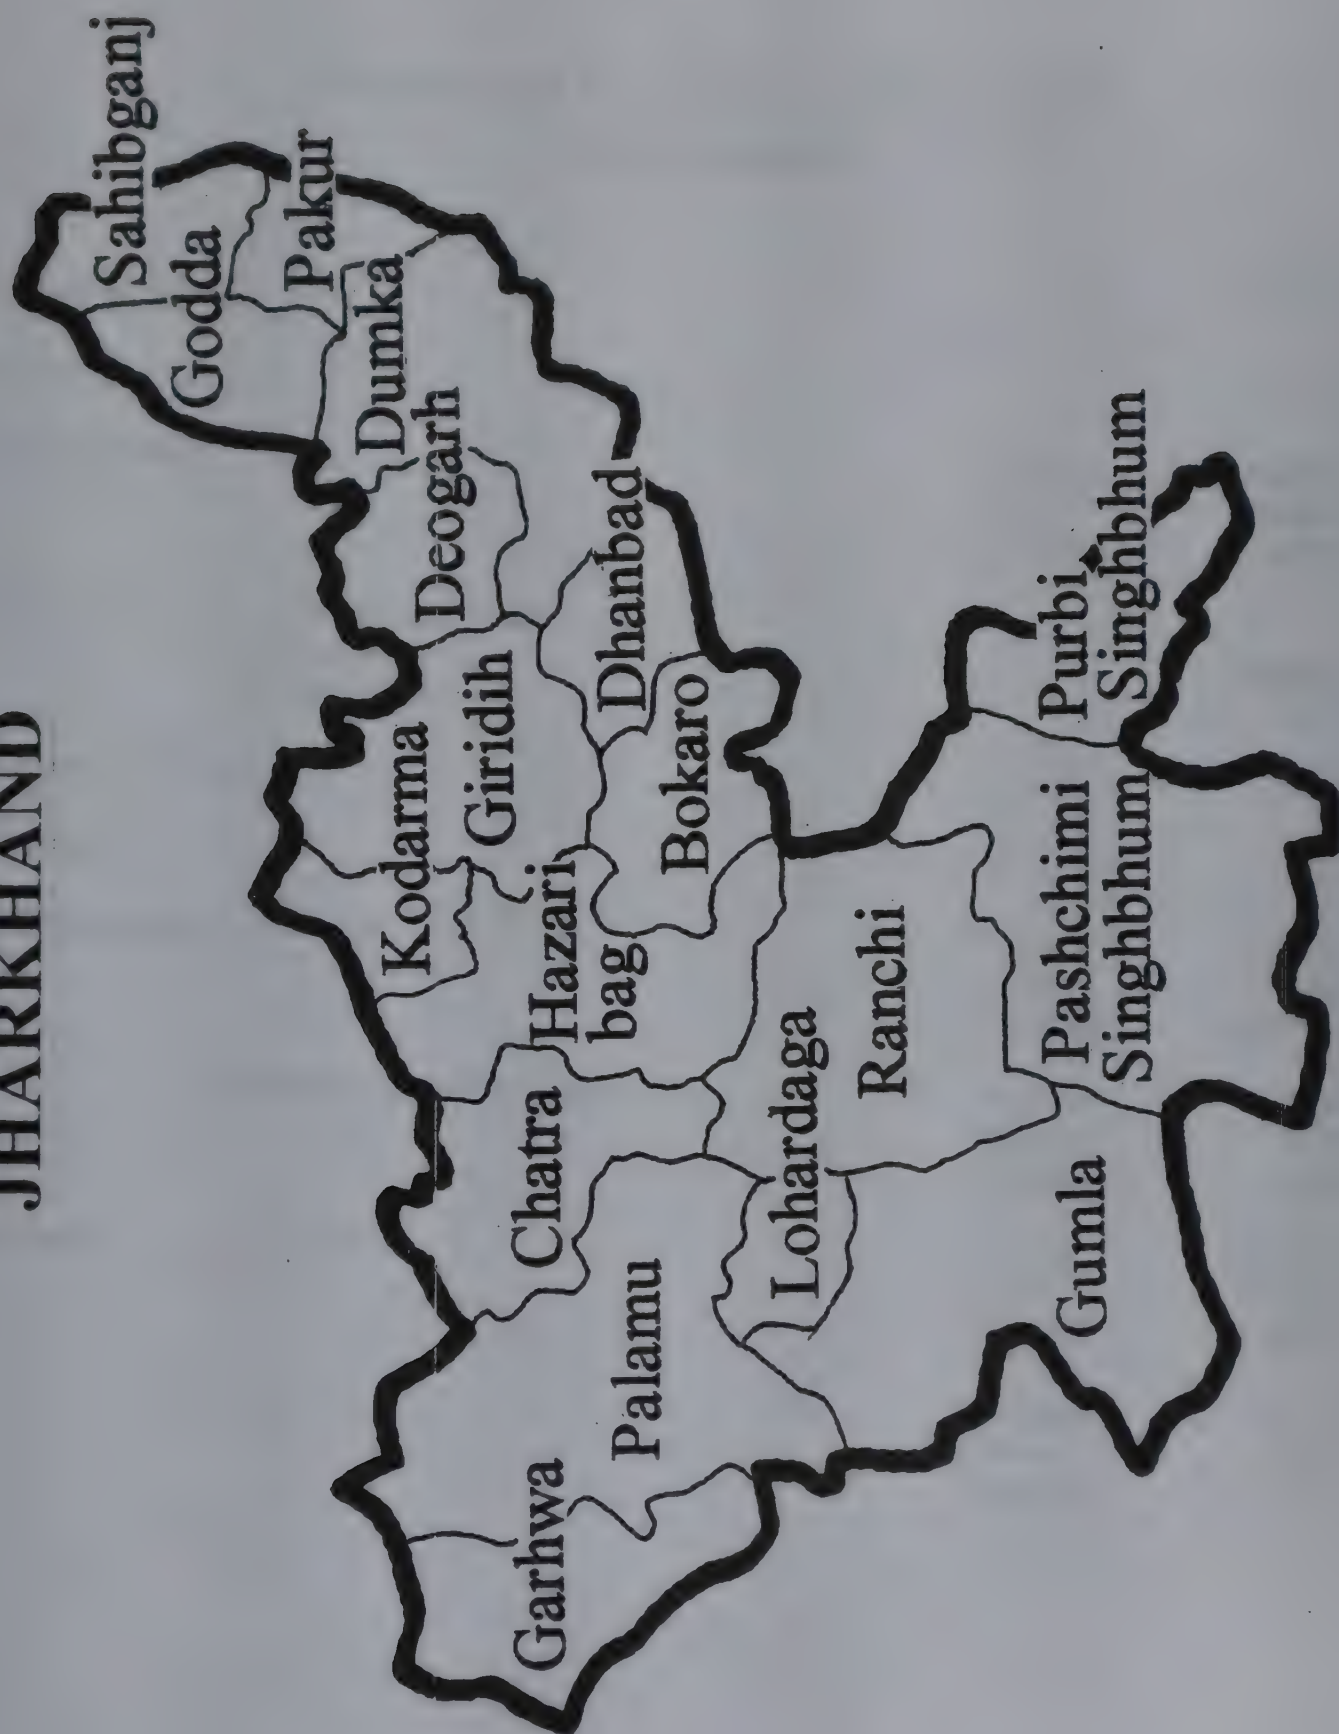 JHARKHAND
Sahibganj
Godda
Pakur
Dumka
Deogarh
Kodarma
Giridih
Dhanbad
Bokaro
Hazari
bag
Chatra
Garhwa
Palamu
Lohardaga
Ranchi
Gumla
Purbi
Singhbhum
Pashchimi
Singhbhum